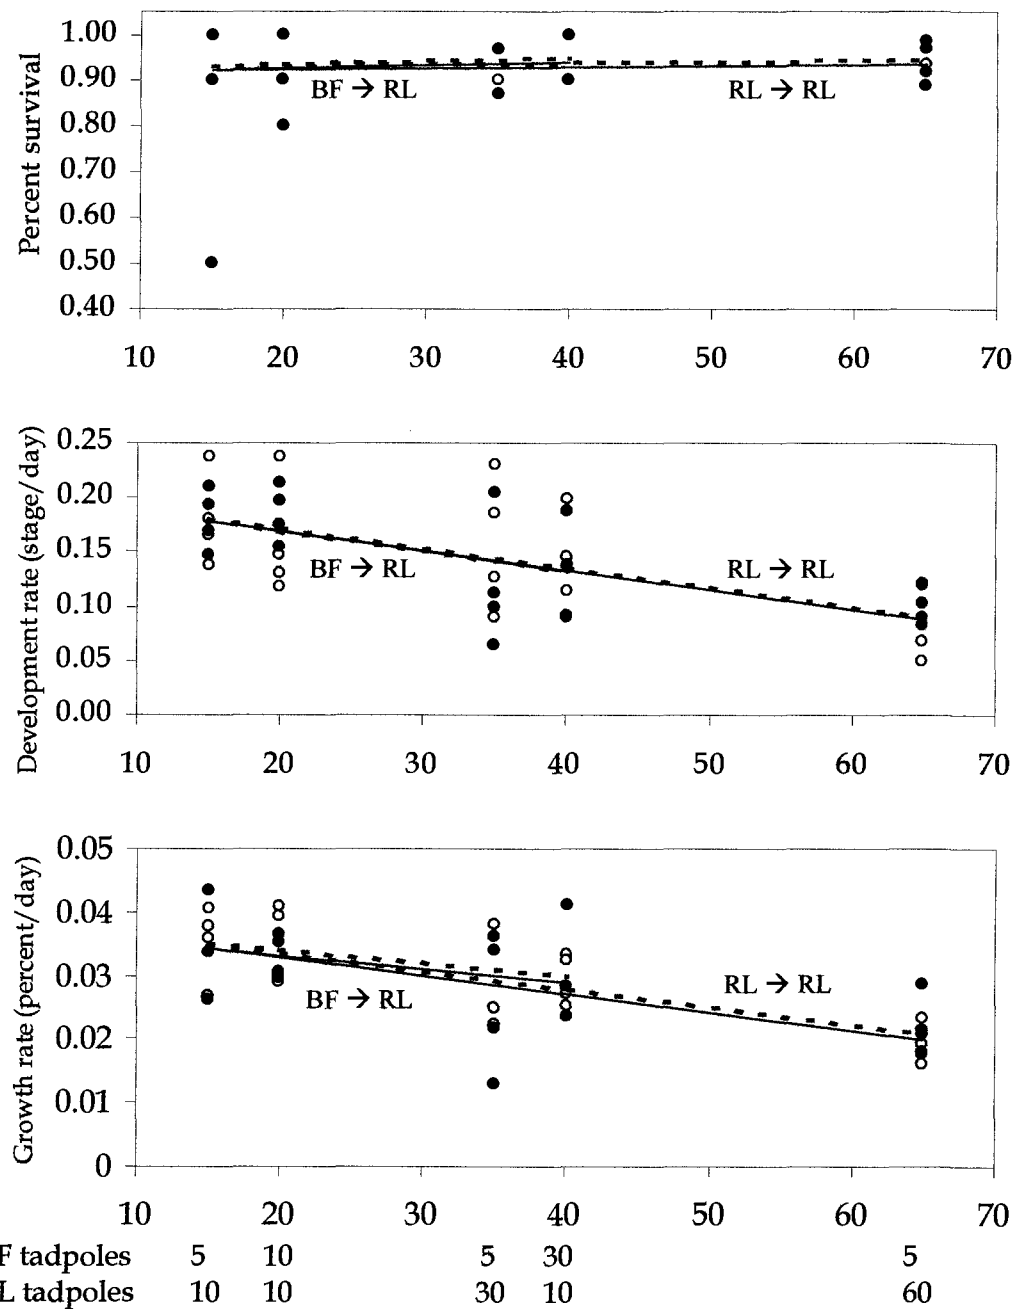 Percent survival
1.00
0.90
0.80
0.70
0.60
0.50
0.40
BF → RL
RL → RL
10 20 30 40 50 60 70
Development rate (stage/day)
0.25
0.20
0.15
0.10
0.05
0.00
BF → RL
RL → RL
10 20 30 40 50 60 70
Growth rate (percent/day)
0.05
0.04
0.03
0.02
0.01
0
BF → RL
RL → RL
10 20 30 40 50 60 70
F tadpoles 5 10 5 30 5
L tadpoles 10 10 30 10 60